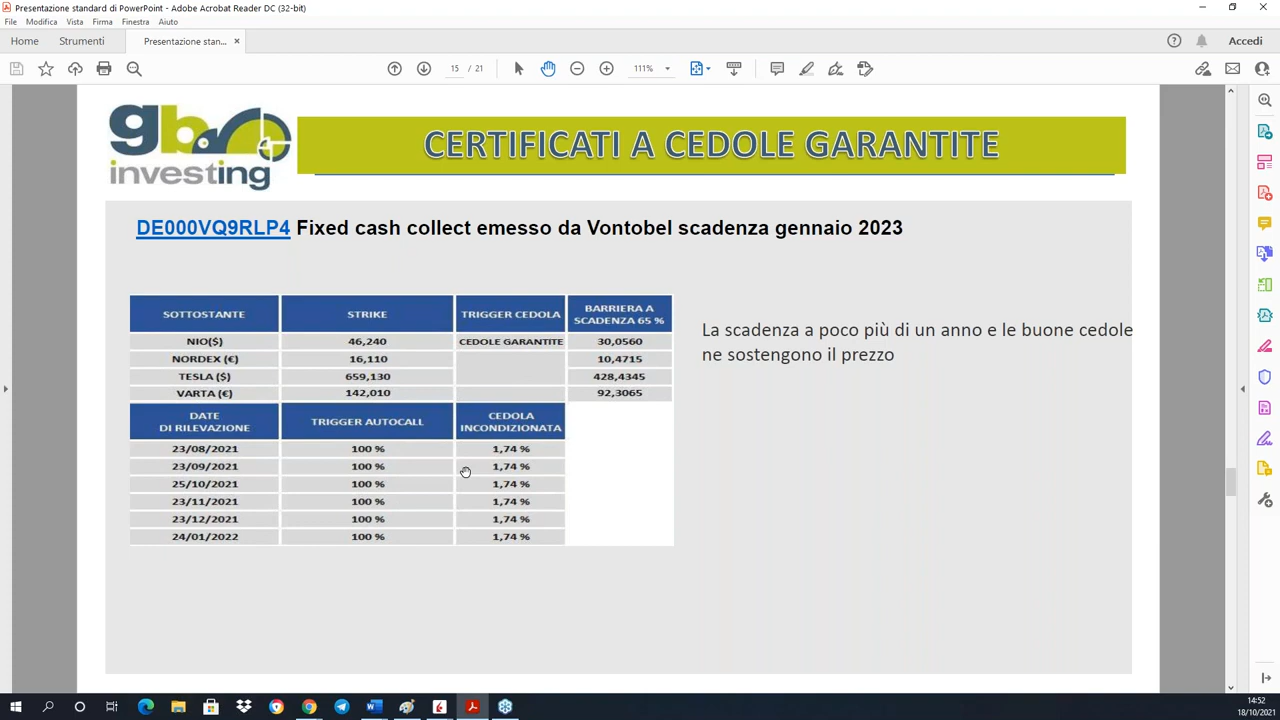 Presentazione standard di PowerPoint - Adobe Acrobat Reader DC (32-bit)
File Modifica Vista Firma Finestra Aiuto
Home Strumenti Presentazione stan... × Accedi
15 / 21 111%
gb investing
CERTIFICATI A CEDOLE GARANTITE
DE000VQ9RLP4 Fixed cash collect emesso da Vontobel scadenza gennaio 2023
SOTTOSTANTE STRIKE TRIGGER CEDOLA BARRIERA A SCADENZA 65 %
NIO($) 46,240 CEDOLE GARANTITE 30,0560
NORDEX (€) 16,110 10,4715
TESLA ($) 659,130 428,4345
VARTA (€) 142,010 92,3065
DATE DI RILEVAZIONE TRIGGER AUTOCALL CEDOLA INCONDIZIONATA
23/08/2021 100 % 1,74 %
23/09/2021 100 % 1,74 %
25/10/2021 100 % 1,74 %
23/11/2021 100 % 1,74 %
23/12/2021 100 % 1,74 %
24/01/2022 100 % 1,74 %
La scadenza a poco più di un anno e le buone cedole
ne sostengono il prezzo
14:52
18/10/2021